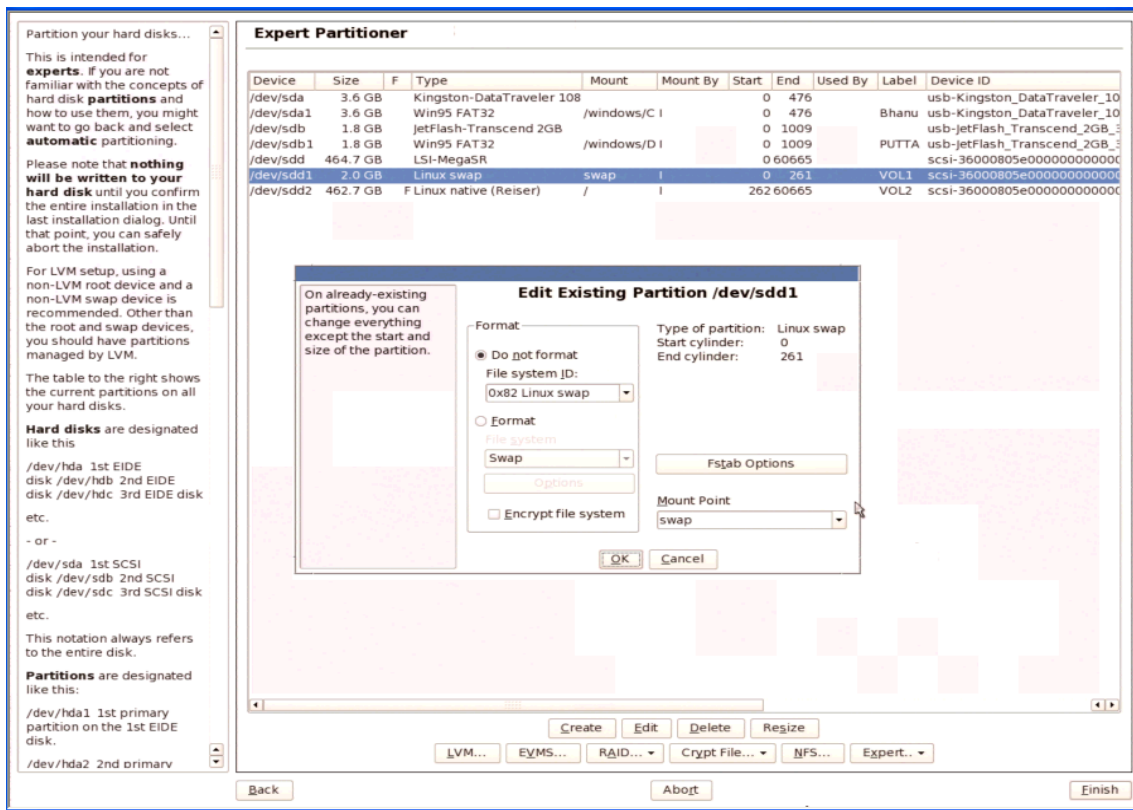 Partition your hard disks...
This is intended for
experts. If you are not
familiar with the concepts of
hard disk partitions and
how to use them, you might
want to go back and select
automatic partitioning.
Please note that nothing
will be written to your
hard disk until you confirm
the entire installation in the
last installation dialog. Until
that point, you can safely
abort the installation.
For LVM setup, using a
non-LVM root device and a
non-LVM swap device is
recommended. Other than
the root and swap devices,
you should have partitions
managed by LVM.
The table to the right shows
the current partitions on all
your hard disks.
Hard disks are designated
like this
/dev/hda 1st EIDE
disk /dev/hdb 2nd EIDE
disk /dev/hdc 3rd EIDE disk
etc.
- or -
/dev/sda 1st SCSI
disk /dev/sdb 2nd SCSI
disk /dev/sdc 3rd SCSI disk
etc.
This notation always refers
to the entire disk.
Partitions are designated
like this:
/dev/hda1 1st primary
partition on the 1st EIDE
disk.
/dev/hda2 2nd primary
Expert Partitioner
Device Size F Type Mount Mount By Start End Used By Label Device ID
/dev/sda 3.6 GB Kingston-DataTraveler 108 0 476 usb-Kingston_DataTraveler_10
/dev/sda1 3.6 GB Win95 FAT32 /windows/C I 0 476 Bhanu usb-Kingston_DataTraveler_10
/dev/sdb 1.8 GB JetFlash-Transcend 2GB 0 1009 usb-JetFlash_Transcend_2GB_3
/dev/sdb1 1.8 GB Win95 FAT32 /windows/D I 0 1009 PUTTA usb-JetFlash_Transcend_2GB_3
/dev/sdd 464.7 GB LSI-MegaSR 0 60665 scsi-36000805e000000000000
/dev/sdd1 2.0 GB Linux swap swap I 0 261 VOL1 scsi-36000805e000000000000
/dev/sdd2 462.7 GB F Linux native (Reiser) / 262 60665 VOL2 scsi-36000805e000000000000
On already-existing
partitions, you can
change everything
except the start and
size of the partition.
Edit Existing Partition /dev/sdd1
Format
Do not format
File system ID:
0x82 Linux swap
Format
File system
Swap
Options
Encrypt file system
Type of partition: Linux swap
Start cylinder: 0
End cylinder: 261
Fstab Options
Mount Point
swap
OK Cancel
Create Edit Delete Resize
LVM... EVMS... RAID... Crypt File... NFS... Expert..
Back Abort Finish